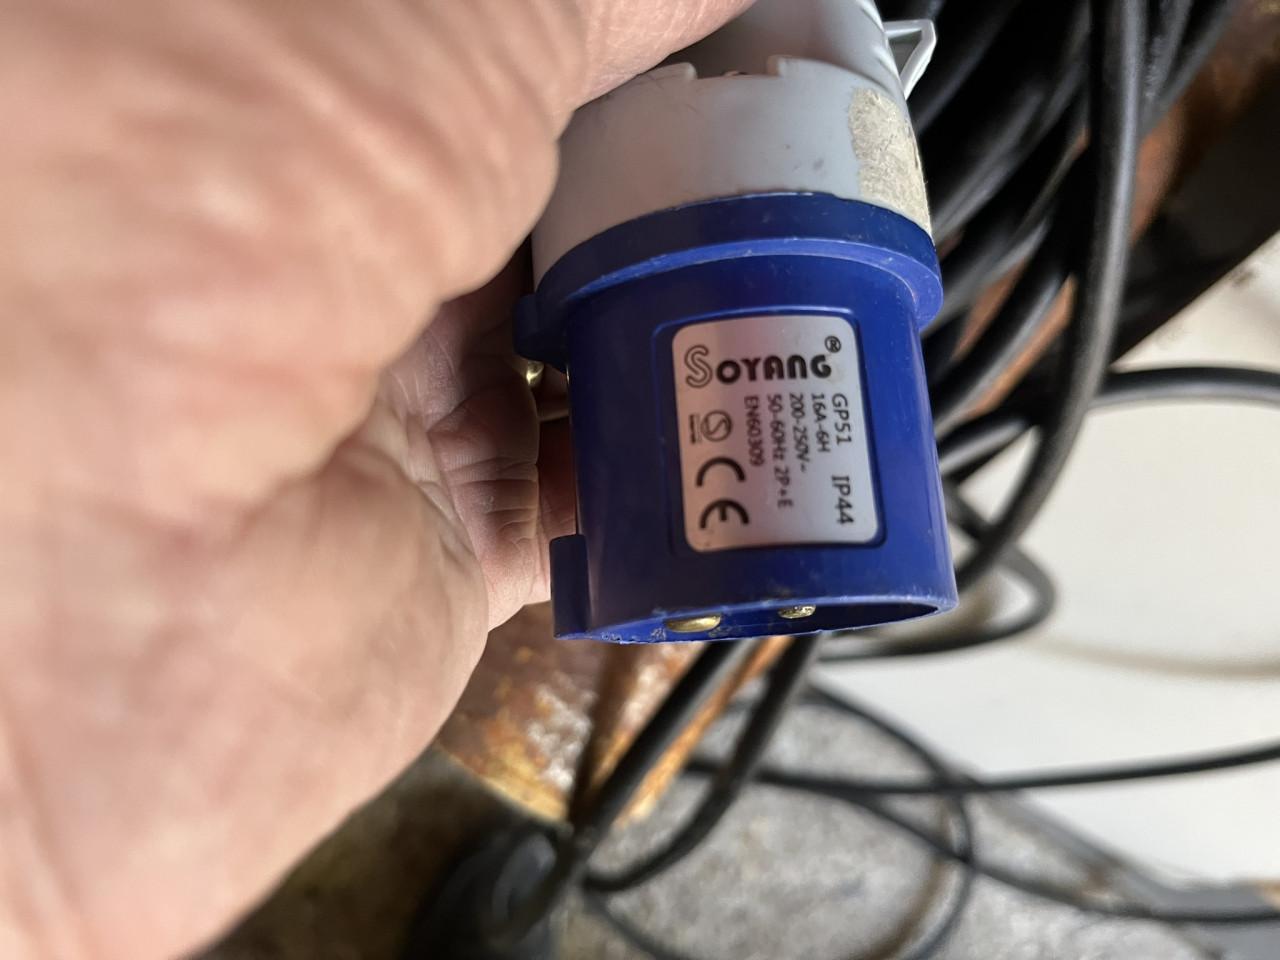 SOYANG®
GP51 IP44
16A-6H
200-250V~
50-60Hz 2P+E
EN60309
CE